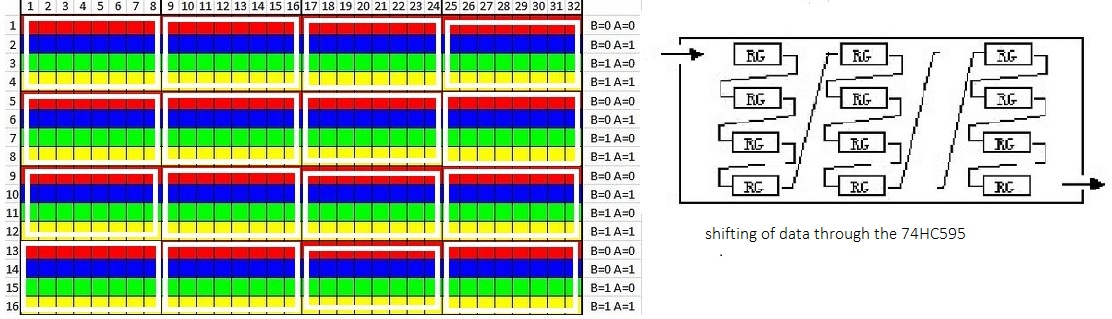 1 2 3 4 5 6 7 8 9 10 11 12 13 14 15 16 17 18 19 20 21 22 23 24 25 26 27 28 29 30 31 32
1 B=0 A=0
2 B=0 A=1
3 B=1 A=0
4 B=1 A=1
5 B=0 A=0
6 B=0 A=1
7 B=1 A=0
8 B=1 A=1
9 B=0 A=0
10 B=0 A=1
11 B=1 A=0
12 B=1 A=1
13 B=0 A=0
14 B=0 A=1
15 B=1 A=0
16 B=1 A=1
RG RG RG
RG RG RG
RG RG RG
RG RG RG
shifting of data through the 74HC595
.